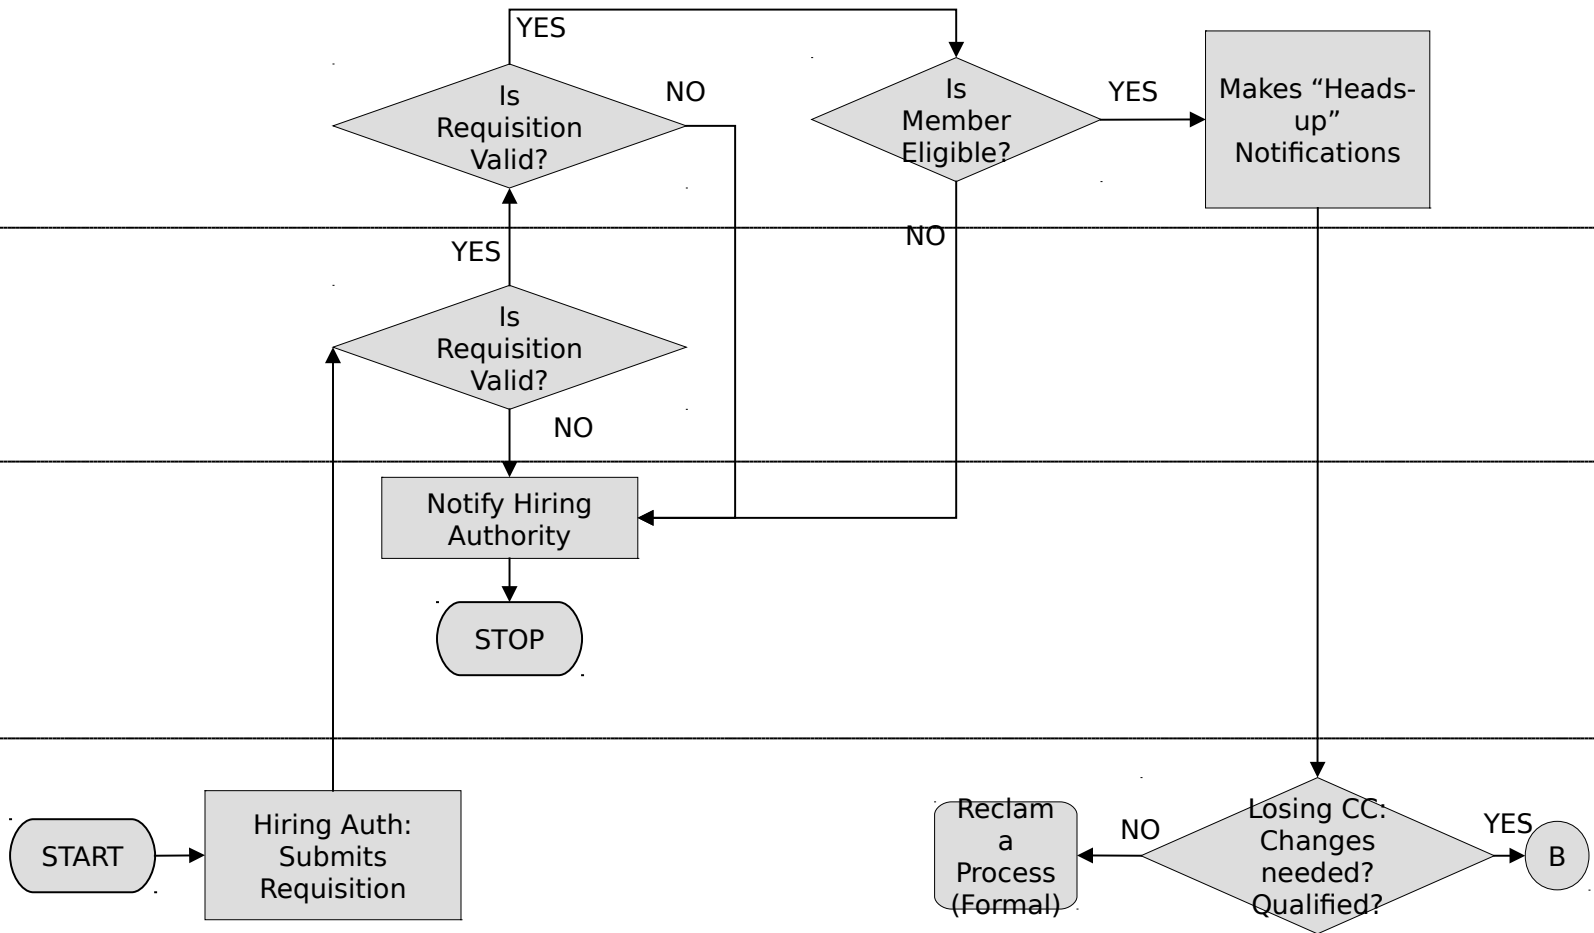 YES
Is
Requisition
Valid?
NO
Is
Member
Eligible?
YES
Makes “Heads-
up”
Notifications
NO
YES
Is
Requisition
Valid?
NO
Notify Hiring
Authority
STOP
START
Hiring Auth:
Submits
Requisition
Reclam
a
Process
(Formal)
NO
Losing CC:
Changes
needed?
Qualified?
YES
B